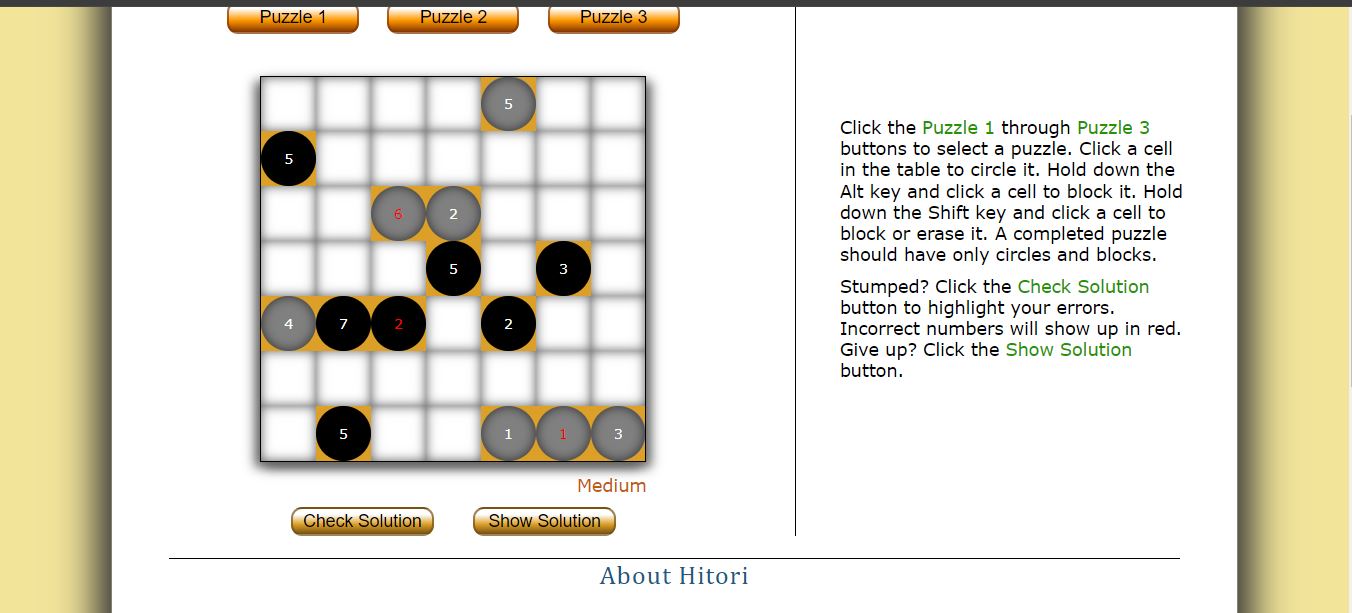 Puzzle 1 Puzzle 2 Puzzle 3
5
5
6 2
5 3
4 7 2 2
5 1 1 3
Medium
Check Solution Show Solution
Click the Puzzle 1 through Puzzle 3
buttons to select a puzzle. Click a cell
in the table to circle it. Hold down the
Alt key and click a cell to block it. Hold
down the Shift key and click a cell to
block or erase it. A completed puzzle
should have only circles and blocks.
Stumped? Click the Check Solution
button to highlight your errors.
Incorrect numbers will show up in red.
Give up? Click the Show Solution
button.
About Hitori